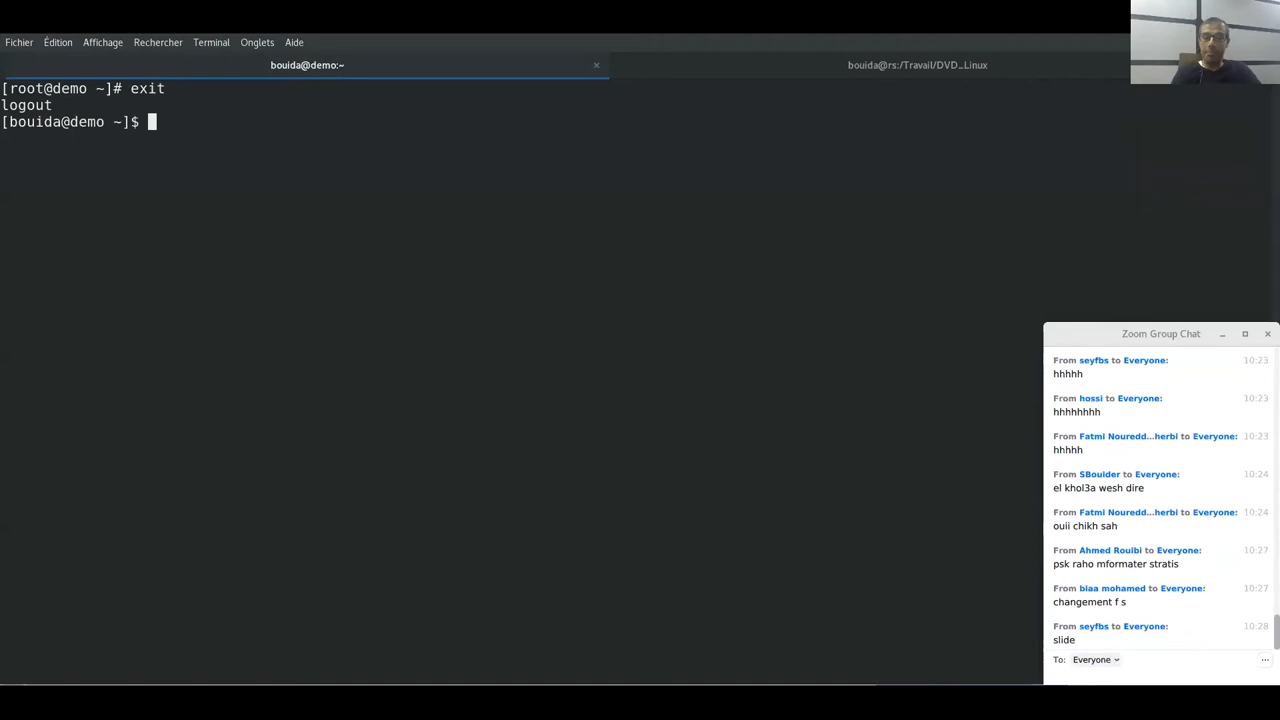 Fichier Édition Affichage Rechercher Terminal Onglets Aide
bouida@demo:~ × bouida@rs:/Travail/DVD_Linux
[root@demo ~]# exit
logout
[bouida@demo ~]$
Zoom Group Chat
From seyfbs to Everyone: 10:23
hhhhh
From hossi to Everyone: 10:23
hhhhhhhh
From Fatmi Nouredd...herbi to Everyone: 10:23
hhhhh
From SBouider to Everyone: 10:24
el khol3a wesh dire
From Fatmi Nouredd...herbi to Everyone: 10:24
ouii chikh sah
From Ahmed Rouibi to Everyone: 10:27
psk raho mformater stratis
From biaa mohamed to Everyone: 10:27
changement f s
From seyfbs to Everyone: 10:28
slide
To: Everyone